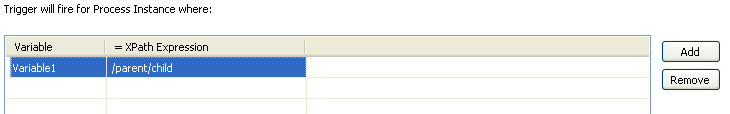 Trigger will fire for Process Instance where:
Variable = XPath Expression
Add
Variable1 /parent/child
Remove